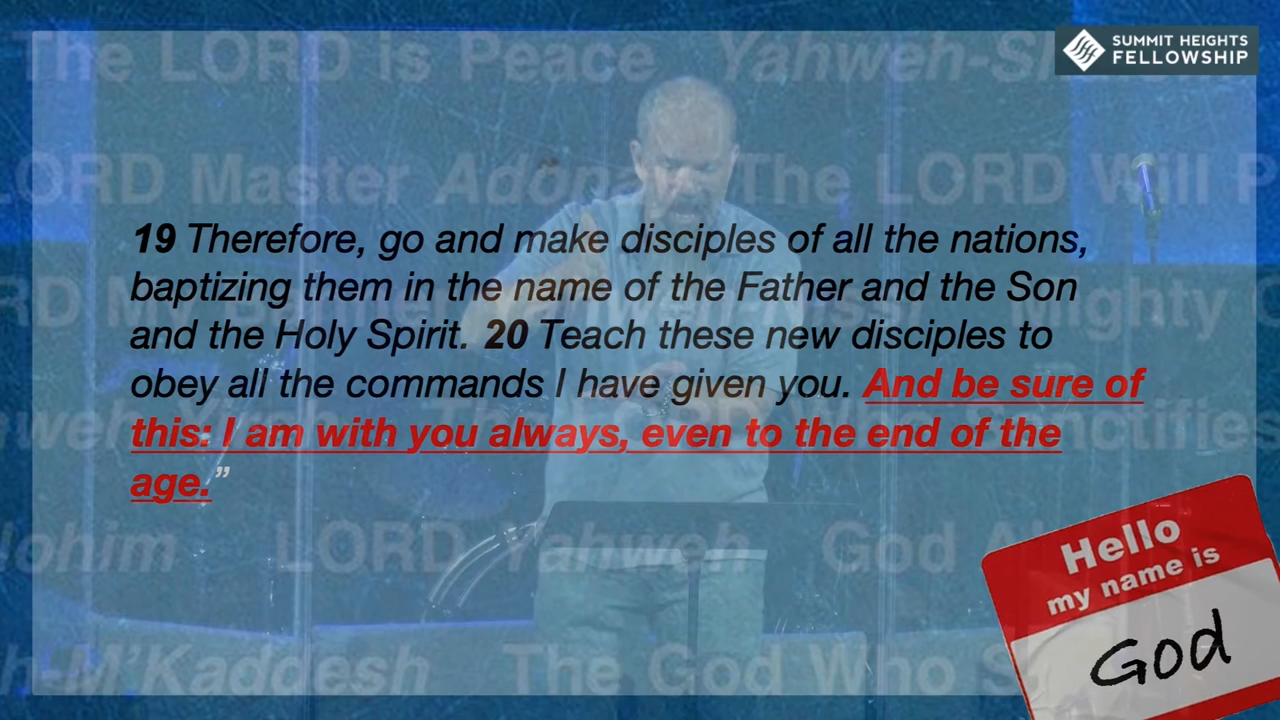 The LORD Is Peace Yahweh-S
SUMMIT HEIGHTS
FELLOWSHIP
LORD Master Adona The LORD Will P
19 Therefore, go and make disciples of all the nations,
baptizing them in the name of the Father and the Son
and the Holy Spirit. 20 Teach these new disciples to
obey all the commands I have given you. And be sure of
this: I am with you always, even to the end of the
age.”
Mighty
nctifies
lohim LORD Yahweh God Al
h-M'Kaddesh The God Who S
Hello
my name is
God